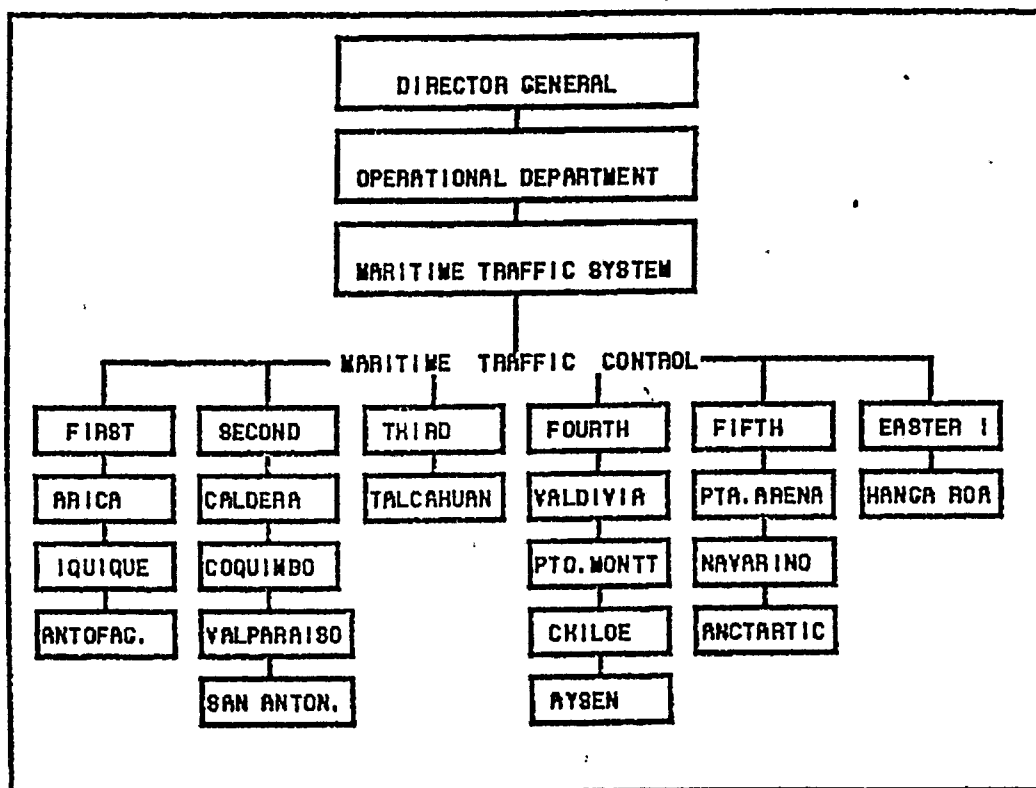 DIRECTOR GENERAL
OPERATIONAL DEPARTMENT
MARITIME TRAFFIC SYSTEM
MARITIME TRAFFIC CONTROL
FIRST SECOND THIRD FOURTH FIFTH EASTER I
ARICA CALDERA TALCAHUAN VALDIVIA PTA.ARENA HANGA ROA
IQUIQUE COQUIMBO PTO.MONTT NAVARINO
ANTOFAG. VALPARAISO CHILOE ANCTARTIC
SAN ANTON. AYSEN